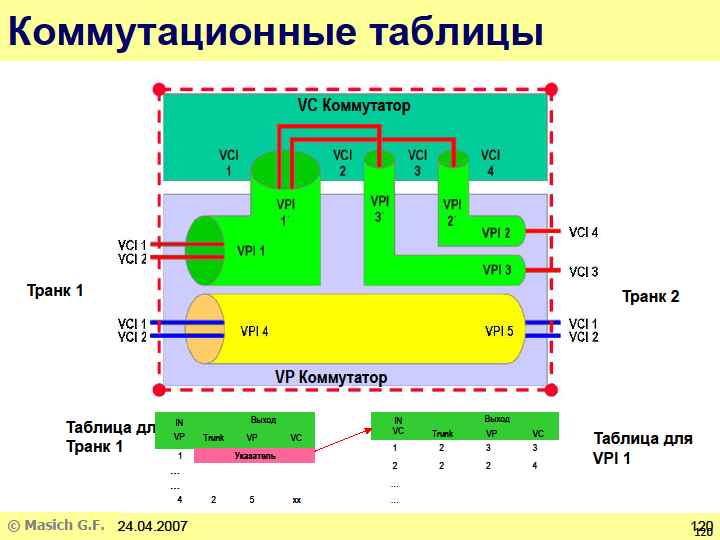 Коммутационные таблицы
VC Коммутатор
VCI 1
VCI 2
VCI 3
VCI 4
VPI 1´
VPI 3´
VPI 2´
VCI 1
VCI 2
VPI 1
VPI 2
VCI 4
VPI 3
VCI 3
Транк 1
Транк 2
VCI 1
VCI 2
VPI 4
VPI 5
VCI 1
VCI 2
VP Коммутатор
Таблица дл
Транк 1
IN Выход
VP Trunk VP VC
1 Указатель
....
....
4 2 5 xx
IN Выход
VC Trunk VP VC
1 2 3 3
2 2 2 4
...
...
Таблица для
VPI 1
© Masich G.F. 24.04.2007 120
120